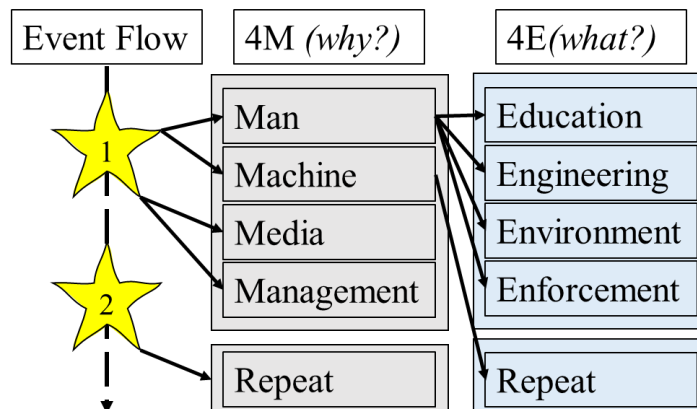 Event Flow
4M (why?)
4E(what?)
1
Man
Education
Machine
Engineering
Media
Environment
Management
Enforcement
2
Repeat
Repeat